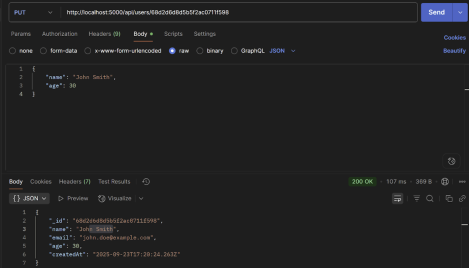 PUT http://localhost:5000/api/users/68d2d6d8d5b5f2ac0711f598 Send
Params Authorization Headers (9) Body Scripts Settings Cookies
none form-data x-www-form-urlencoded raw binary GraphQL JSON Beautify
1 {
2 "name": "John Smith",
3 "age": 30
4 }
Body Cookies Headers (7) Test Results 200 OK 107 ms 399 B
{} JSON Preview Visualize
1 {
2 "_id": "68d2d6d8d5b5f2ac0711f598",
3 "name": "John Smith",
4 "email": "john.doe@example.com",
5 "age": 30,
6 "createdAt": "2025-09-23T17:20:24.263Z"
7 }